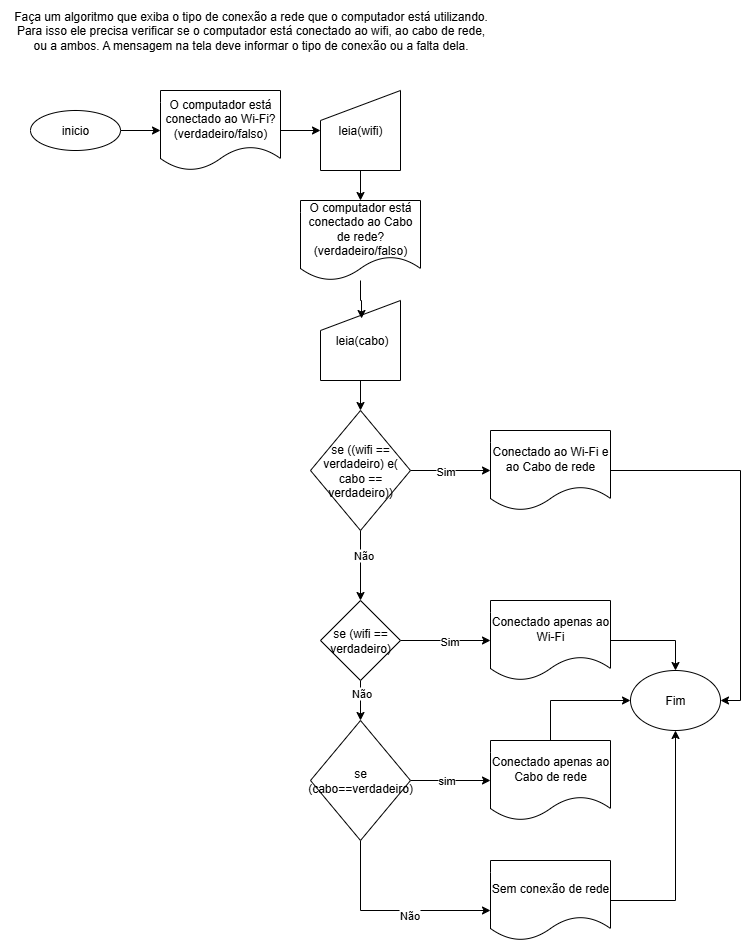 Faça um algoritmo que exiba o tipo de conexão a rede que o computador está utilizando.
Para isso ele precisa verificar se o computador está conectado ao wifi, ao cabo de rede,
ou a ambos. A mensagem na tela deve informar o tipo de conexão ou a falta dela.
inicio
O computador está
conectado ao Wi-Fi?
(verdadeiro/falso)
leia(wifi)
O computador está
conectado ao Cabo
de rede?
(verdadeiro/falso)
leia(cabo)
se ((wifi ==
verdadeiro) e(
cabo ==
verdadeiro))
Sim
Conectado ao Wi-Fi e
ao Cabo de rede
Não
se (wifi ==
verdadeiro)
Sim
Conectado apenas ao
Wi-Fi
Não
Fim
se
(cabo==verdadeiro)
sim
Conectado apenas ao
Cabo de rede
Não
Sem conexão de rede